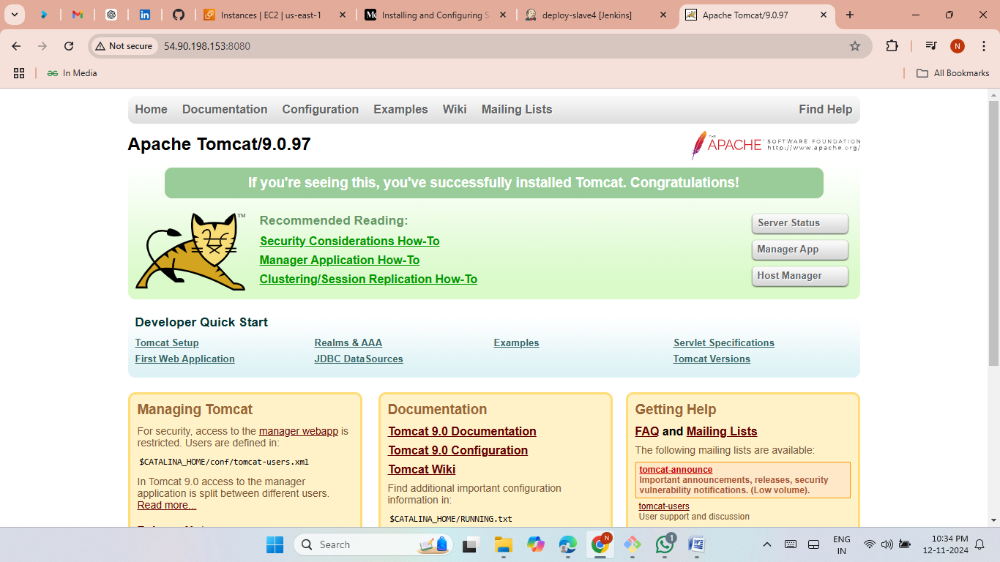 Instances | EC2 | us-east-1
Installing and Configuring S
deploy-slave4 [Jenkins]
Apache Tomcat/9.0.97
Not secure
54.90.198.153:8080
N
In Media
All Bookmarks
Home Documentation Configuration Examples Wiki Mailing Lists Find Help
Apache Tomcat/9.0.97
THE APACHE SOFTWARE FOUNDATION
http://www.apache.org/
If you're seeing this, you've successfully installed Tomcat. Congratulations!
TM
Recommended Reading:
Security Considerations How-To
Manager Application How-To
Clustering/Session Replication How-To
Server Status
Manager App
Host Manager
Developer Quick Start
Tomcat Setup
First Web Application
Realms & AAA
JDBC DataSources
Examples
Servlet Specifications
Tomcat Versions
Managing Tomcat
For security, access to the manager webapp is
restricted. Users are defined in:
$CATALINA_HOME/conf/tomcat-users.xml
In Tomcat 9.0 access to the manager
application is split between different users.
Read more...
Documentation
Tomcat 9.0 Documentation
Tomcat 9.0 Configuration
Tomcat Wiki
Find additional important configuration
information in:
$CATALINA_HOME/RUNNING.txt
Getting Help
FAQ and Mailing Lists
The following mailing lists are available:
tomcat-announce
Important announcements, releases, security
vulnerability notifications. (Low volume).
tomcat-users
User support and discussion
Search
N
1
ENG
IN
10:34 PM
12-11-2024